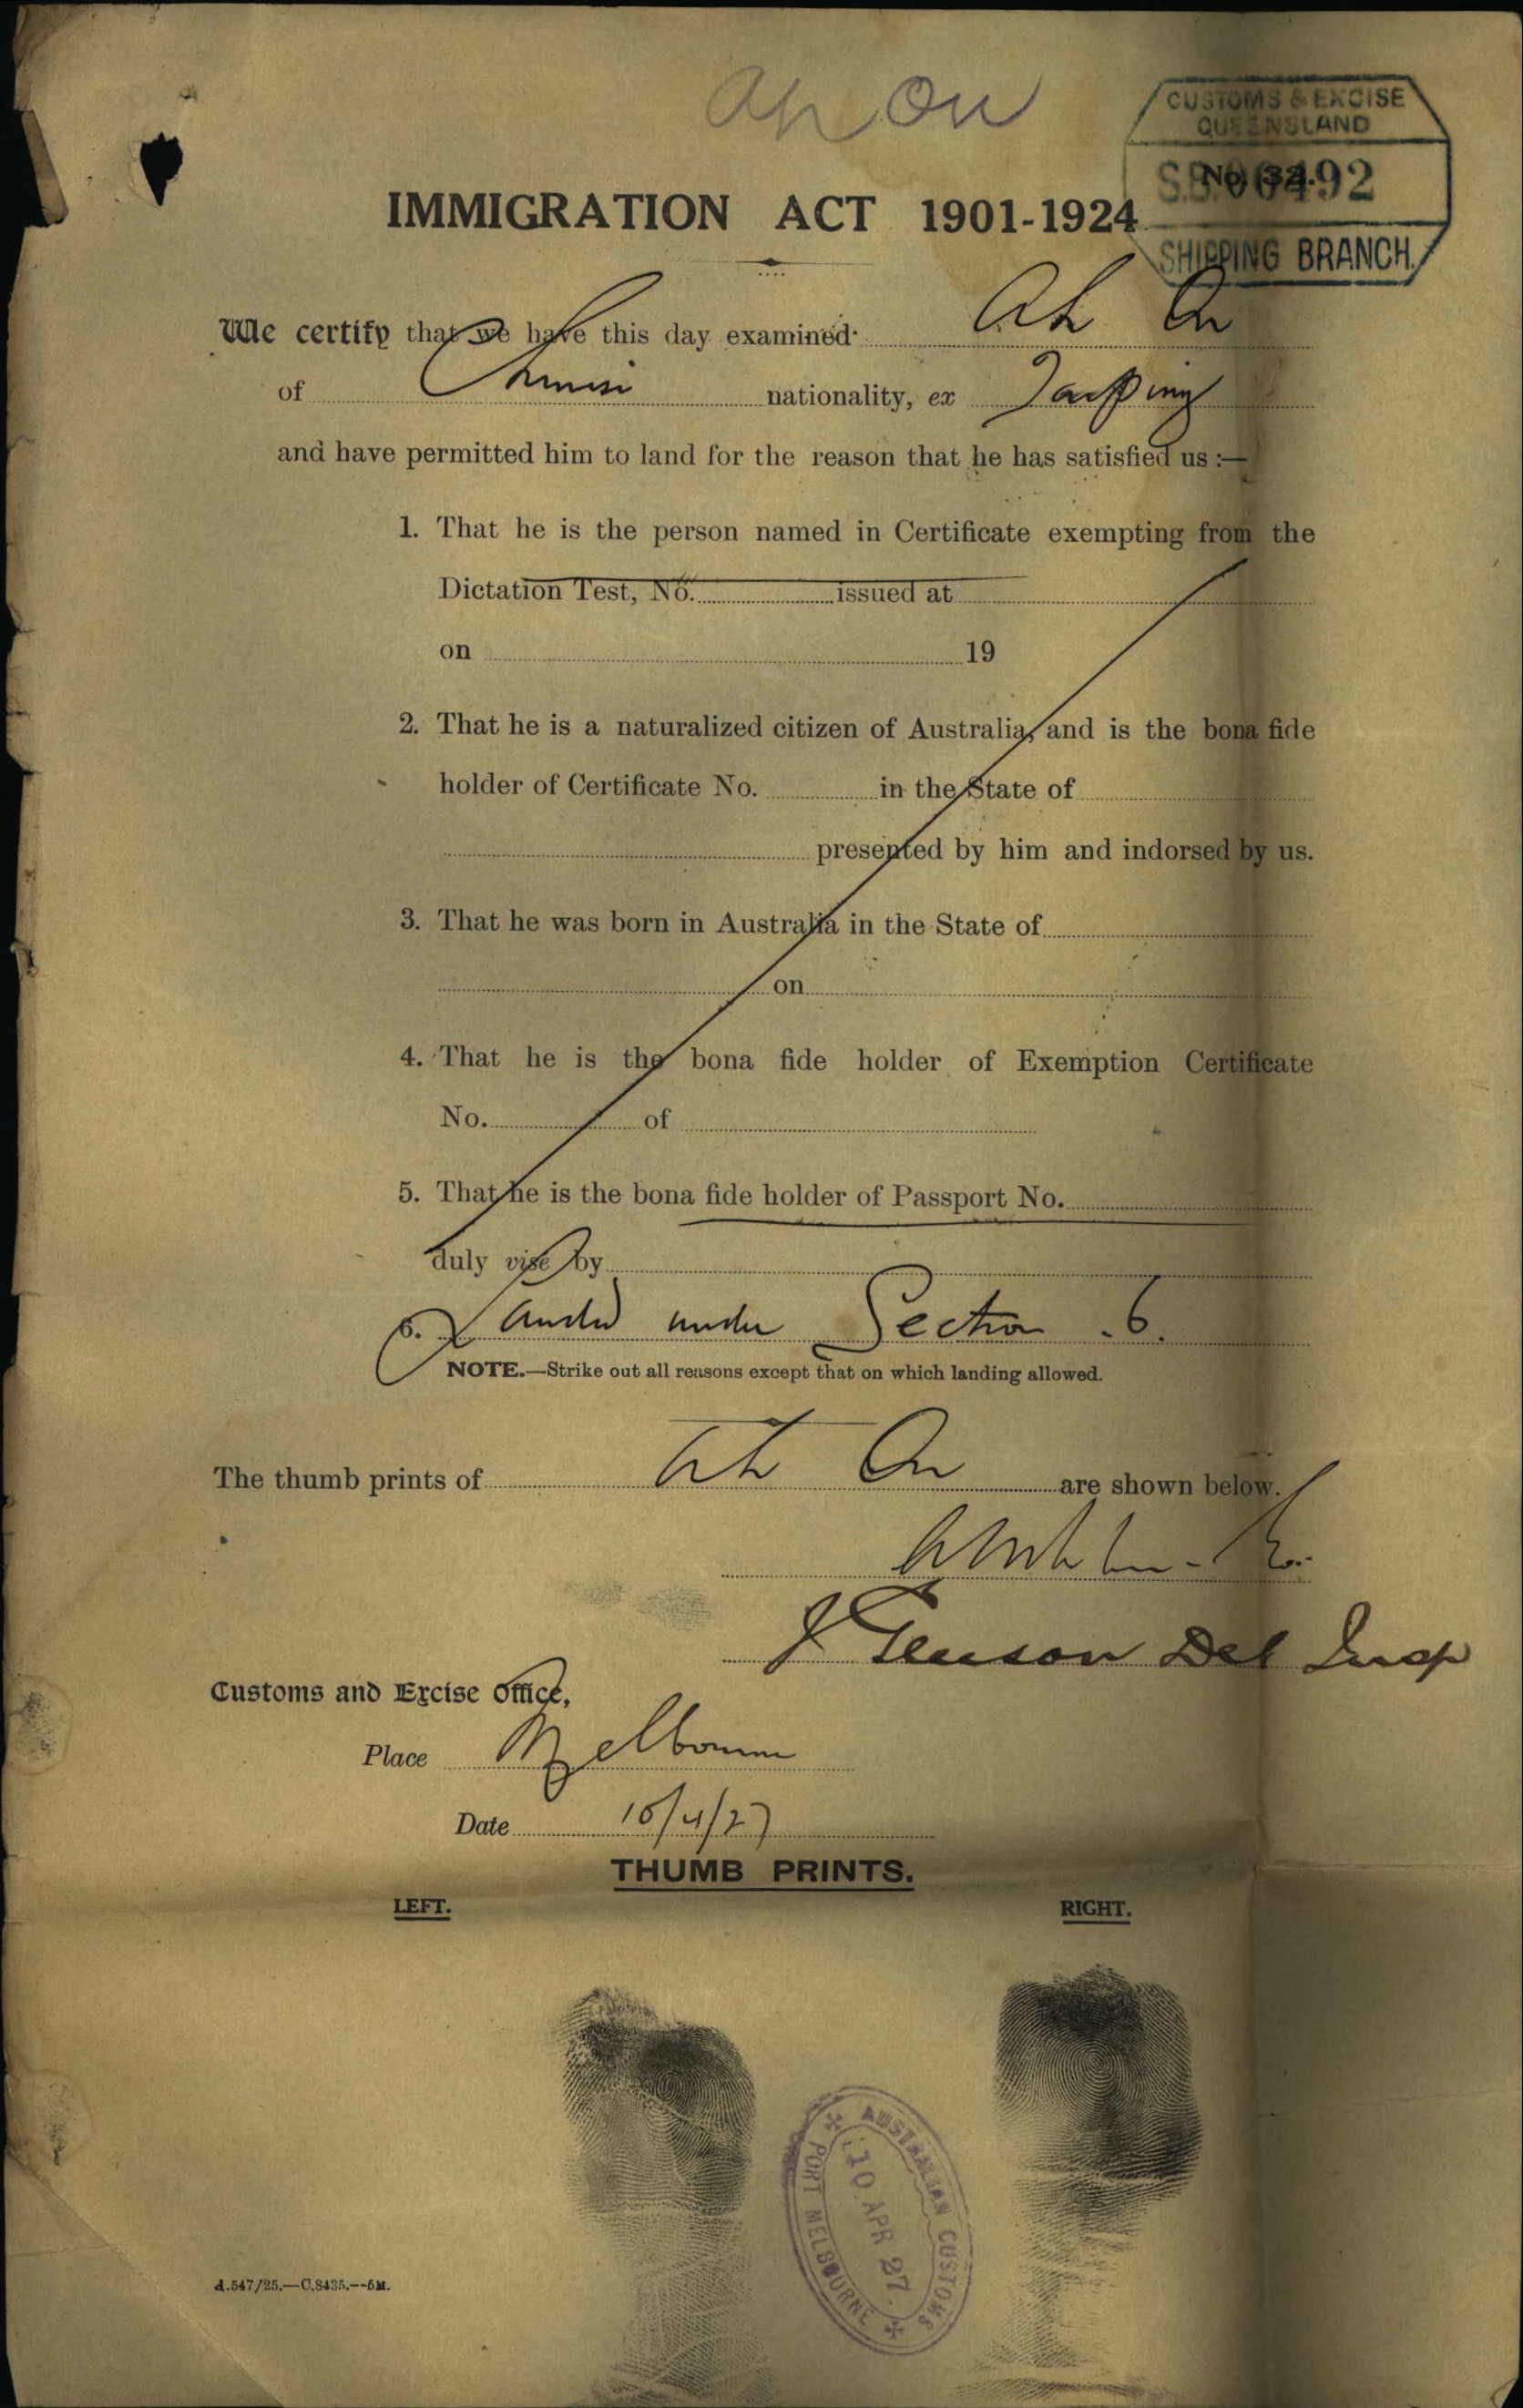 Ah On
CUSTOMS & EXCISE
QUEENSLAND
SHIPPING BRANCH.
IMMIGRATION ACT 1901-1924
We certify that we have this day examined Ah On
of Chinese nationality, ex Taiping
and have permitted him to land for the reason that he has satisfied us :—
1. That he is the person named in Certificate exempting from the
Dictation Test, No. issued at
on 19
2. That he is a naturalized citizen of Australia, and is the bona fide
holder of Certificate No. in the State of
presented by him and indorsed by us.
3. That he was born in Australia in the State of
on
4. That he is the bona fide holder of Exemption Certificate
No. of
5. That he is the bona fide holder of Passport No.
duly visé by
6. Landed under Section 6.
NOTE.—Strike out all reasons except that on which landing allowed.
The thumb prints of Ah On are shown below.
J Gleeson Det Insp
Customs and Excise Office,
Place Melbourne
Date 10/4/27
THUMB PRINTS.
LEFT. RIGHT.
AUSTRALIAN CUSTOMS
10 APR 27
PORT MELBOURNE
A.547/25.—C.8435.—5M.